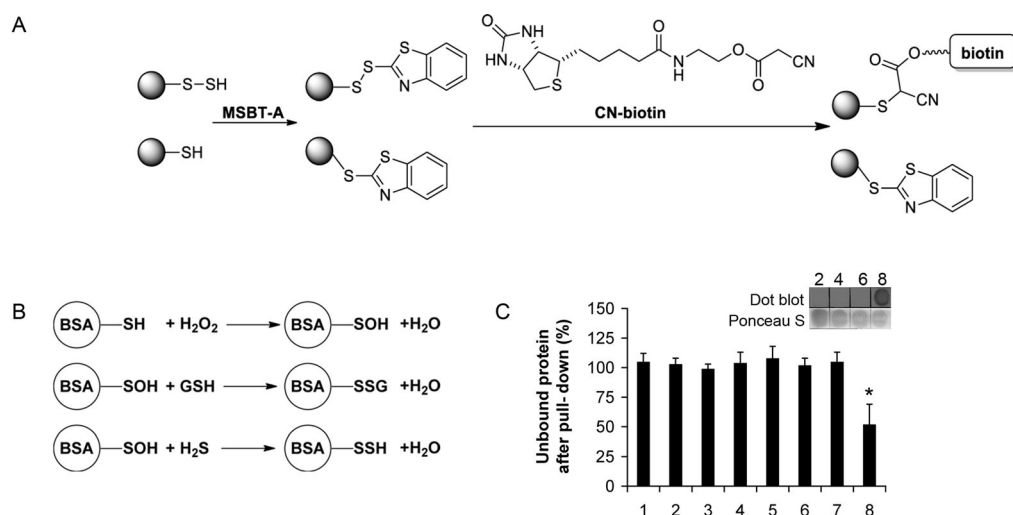 A
S-SH
MSBT-A
SH
S
S
S
N
S
S
N
O
HN
NH
S
O
N
H
O
O
CN
CN-biotin
O
O
biotin
S
CN
S
S
N
B
BSA SH + H₂O₂ BSA SOH +H₂O
BSA SOH + GSH BSA SSG +H₂O
BSA SOH + H₂S BSA SSH +H₂O
C
2 4 6 8
Dot blot
Ponceau S
Unbound protein
after pull- down (%)
150
125
100
75
50
25
0
*
1 2 3 4 5 6 7 8